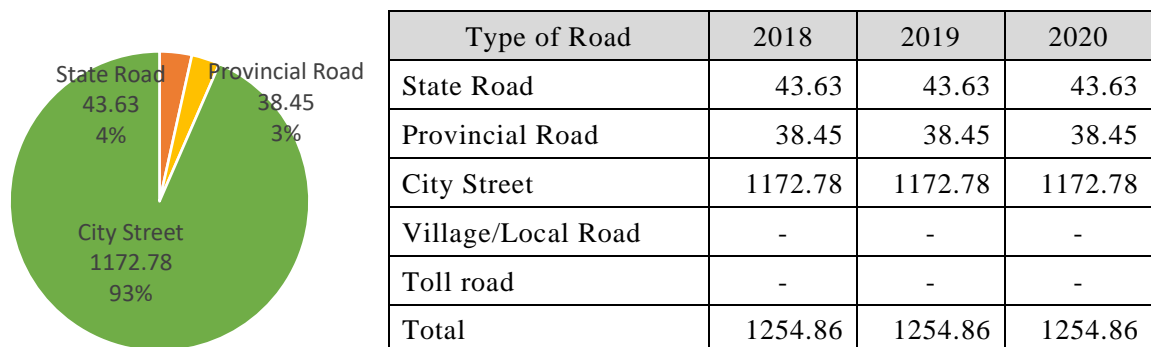 State Road
43.63
4%
Provincial Road
38.45
3%
City Street
1172.78
93%
Type of Road 2018 2019 2020
State Road 43.63 43.63 43.63
Provincial Road 38.45 38.45 38.45
City Street 1172.78 1172.78 1172.78
Village/Local Road - - -
Toll road - - -
Total 1254.86 1254.86 1254.86